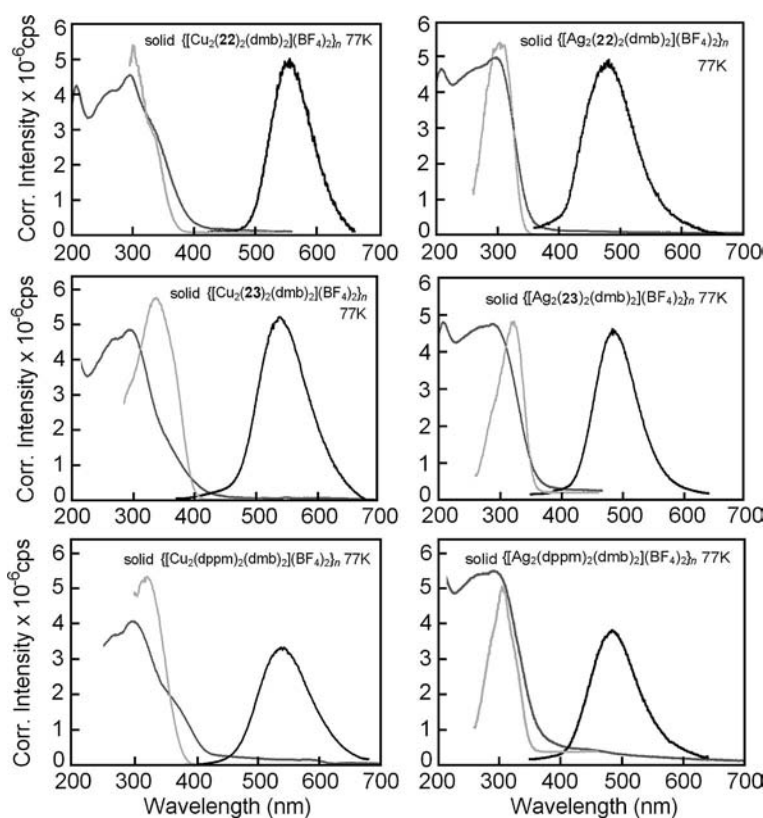 solid {[Cu₂(22)₂(dmb)₂](BF₄)₂}ₙ 77K
6
5
4
3
2
1
0
200 300 400 500 600 700
Corr. Intensity x 10⁻⁶cps
solid {[Ag₂(22)₂(dmb)₂](BF₄)₂}ₙ
77K
6
5
4
3
2
1
0
200 300 400 500 600 700
solid {[Cu₂(23)₂(dmb)₂](BF₄)₂}ₙ
77K
6
5
4
3
2
1
0
200 300 400 500 600 700
Corr. Intensity x 10⁻⁶cps
solid {[Ag₂(23)₂(dmb)₂](BF₄)₂}ₙ
77K
6
5
4
3
2
1
0
200 300 400 500 600 700
solid {[Cu₂(dppm)₂(dmb)₂](BF₄)₂}ₙ 77K
6
5
4
3
2
1
0
200 300 400 500 600 700
Corr. Intensity x 10⁻⁶cps
Wavelength (nm)
solid {[Ag₂(dppm)₂(dmb)₂](BF₄)₂}ₙ 77K
6
5
4
3
2
1
0
200 300 400 500 600 700
Wavelength (nm)